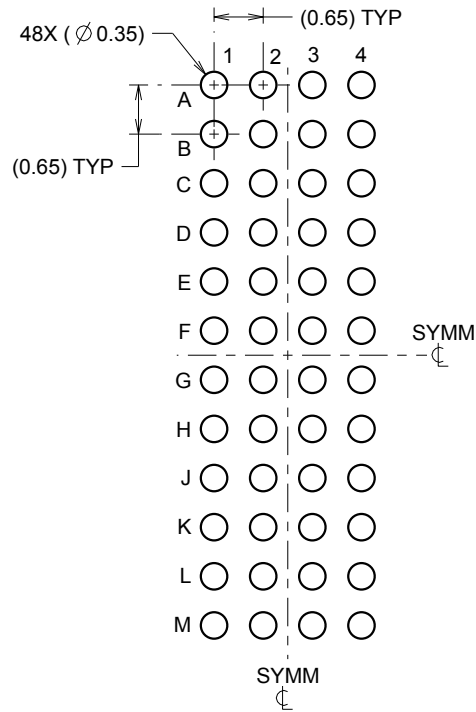 (0.65) TYP
48X ( ∅ 0.35)
1 2 3 4
A
B
(0.65) TYP
C
D
E
F
SYMM
℄
G
H
J
K
L
M
SYMM
℄